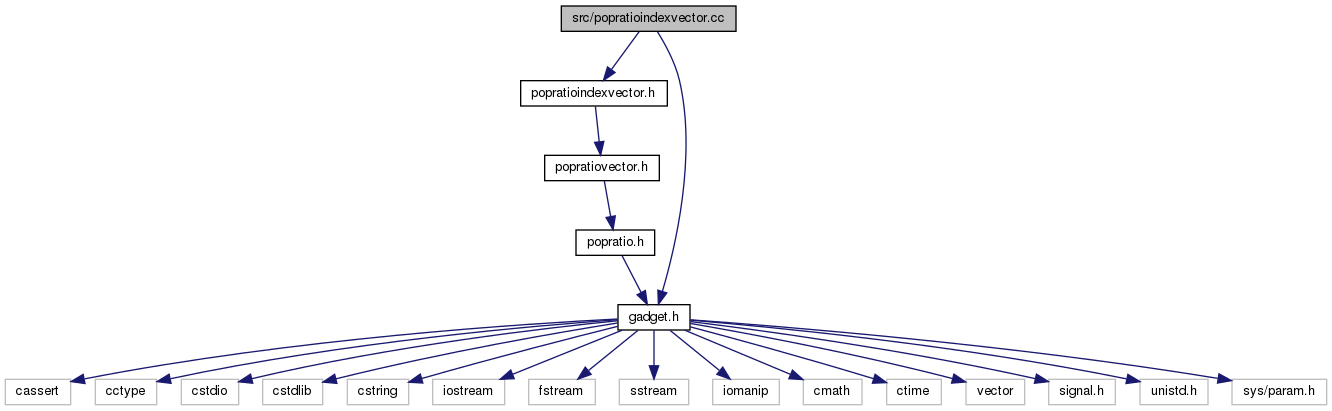 src/popratioindexvector.cc
popratioindexvector.h
popratiovector.h
popratio.h
gadget.h
cassert
cctype
cstdio
cstdlib
cstring
iostream
fstream
sstream
iomanip
cmath
ctime
vector
signal.h
unistd.h
sys/param.h